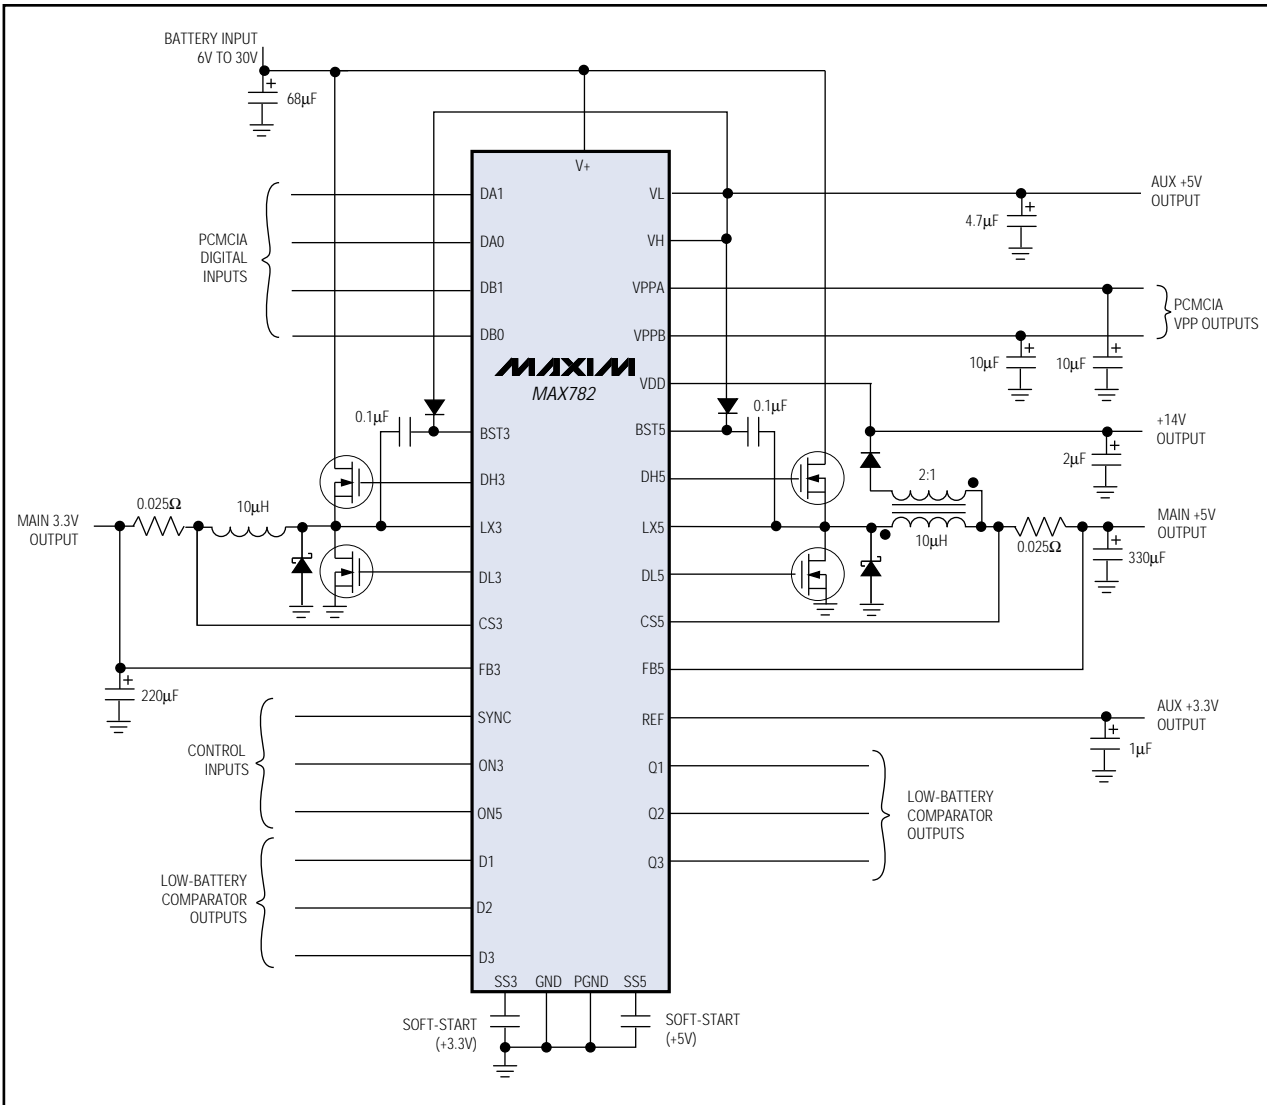 BATTERY INPUT
6V TO 30V
+
68µF
V+
DA1
DA0
DB1
DB0
PCMCIA
DIGITAL
INPUTS
VL
VH
VPPA
VPPB
VDD
AUX +5V
OUTPUT
+
4.7µF
PCMCIA
VPP OUTPUTS
+
10µF
+
10µF
MAXIM
MAX782
0.1µF
BST3
DH3
LX3
DL3
CS3
FB3
0.1µF
BST5
DH5
LX5
DL5
CS5
FB5
+14V
OUTPUT
+
2µF
2:1
10µH
0.025Ω
MAIN +5V
OUTPUT
+
330µF
MAIN 3.3V
OUTPUT
0.025Ω
10µH
+
220µF
SYNC
ON3
ON5
CONTROL
INPUTS
REF
AUX +3.3V
OUTPUT
+
1µF
Q1
Q2
Q3
LOW-BATTERY
COMPARATOR
OUTPUTS
D1
D2
D3
LOW-BATTERY
COMPARATOR
OUTPUTS
SS3
GND
PGND
SS5
SOFT-START
(+3.3V)
SOFT-START
(+5V)